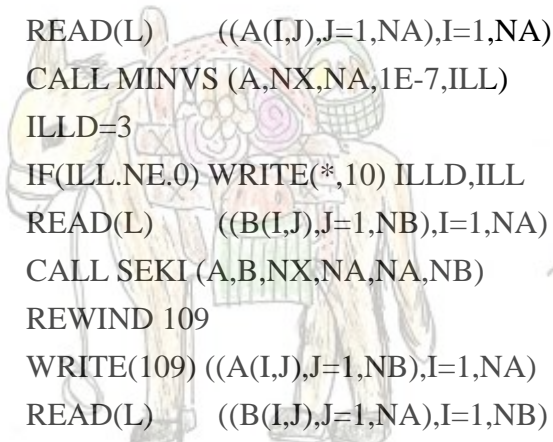 READ(L) ((A(I,J),J=1,NA),I=1,NA)
CALL MINVS (A,NX,NA,1E-7,ILL)
ILLD=3
IF(ILL.NE.0) WRITE(*,10) ILLD,ILL
READ(L) ((B(I,J),J=1,NB),I=1,NA)
CALL SEKI (A,B,NX,NA,NA,NB)
REWIND 109
WRITE(109) ((A(I,J),J=1,NB),I=1,NA)
READ(L) ((B(I,J),J=1,NA),I=1,NB)